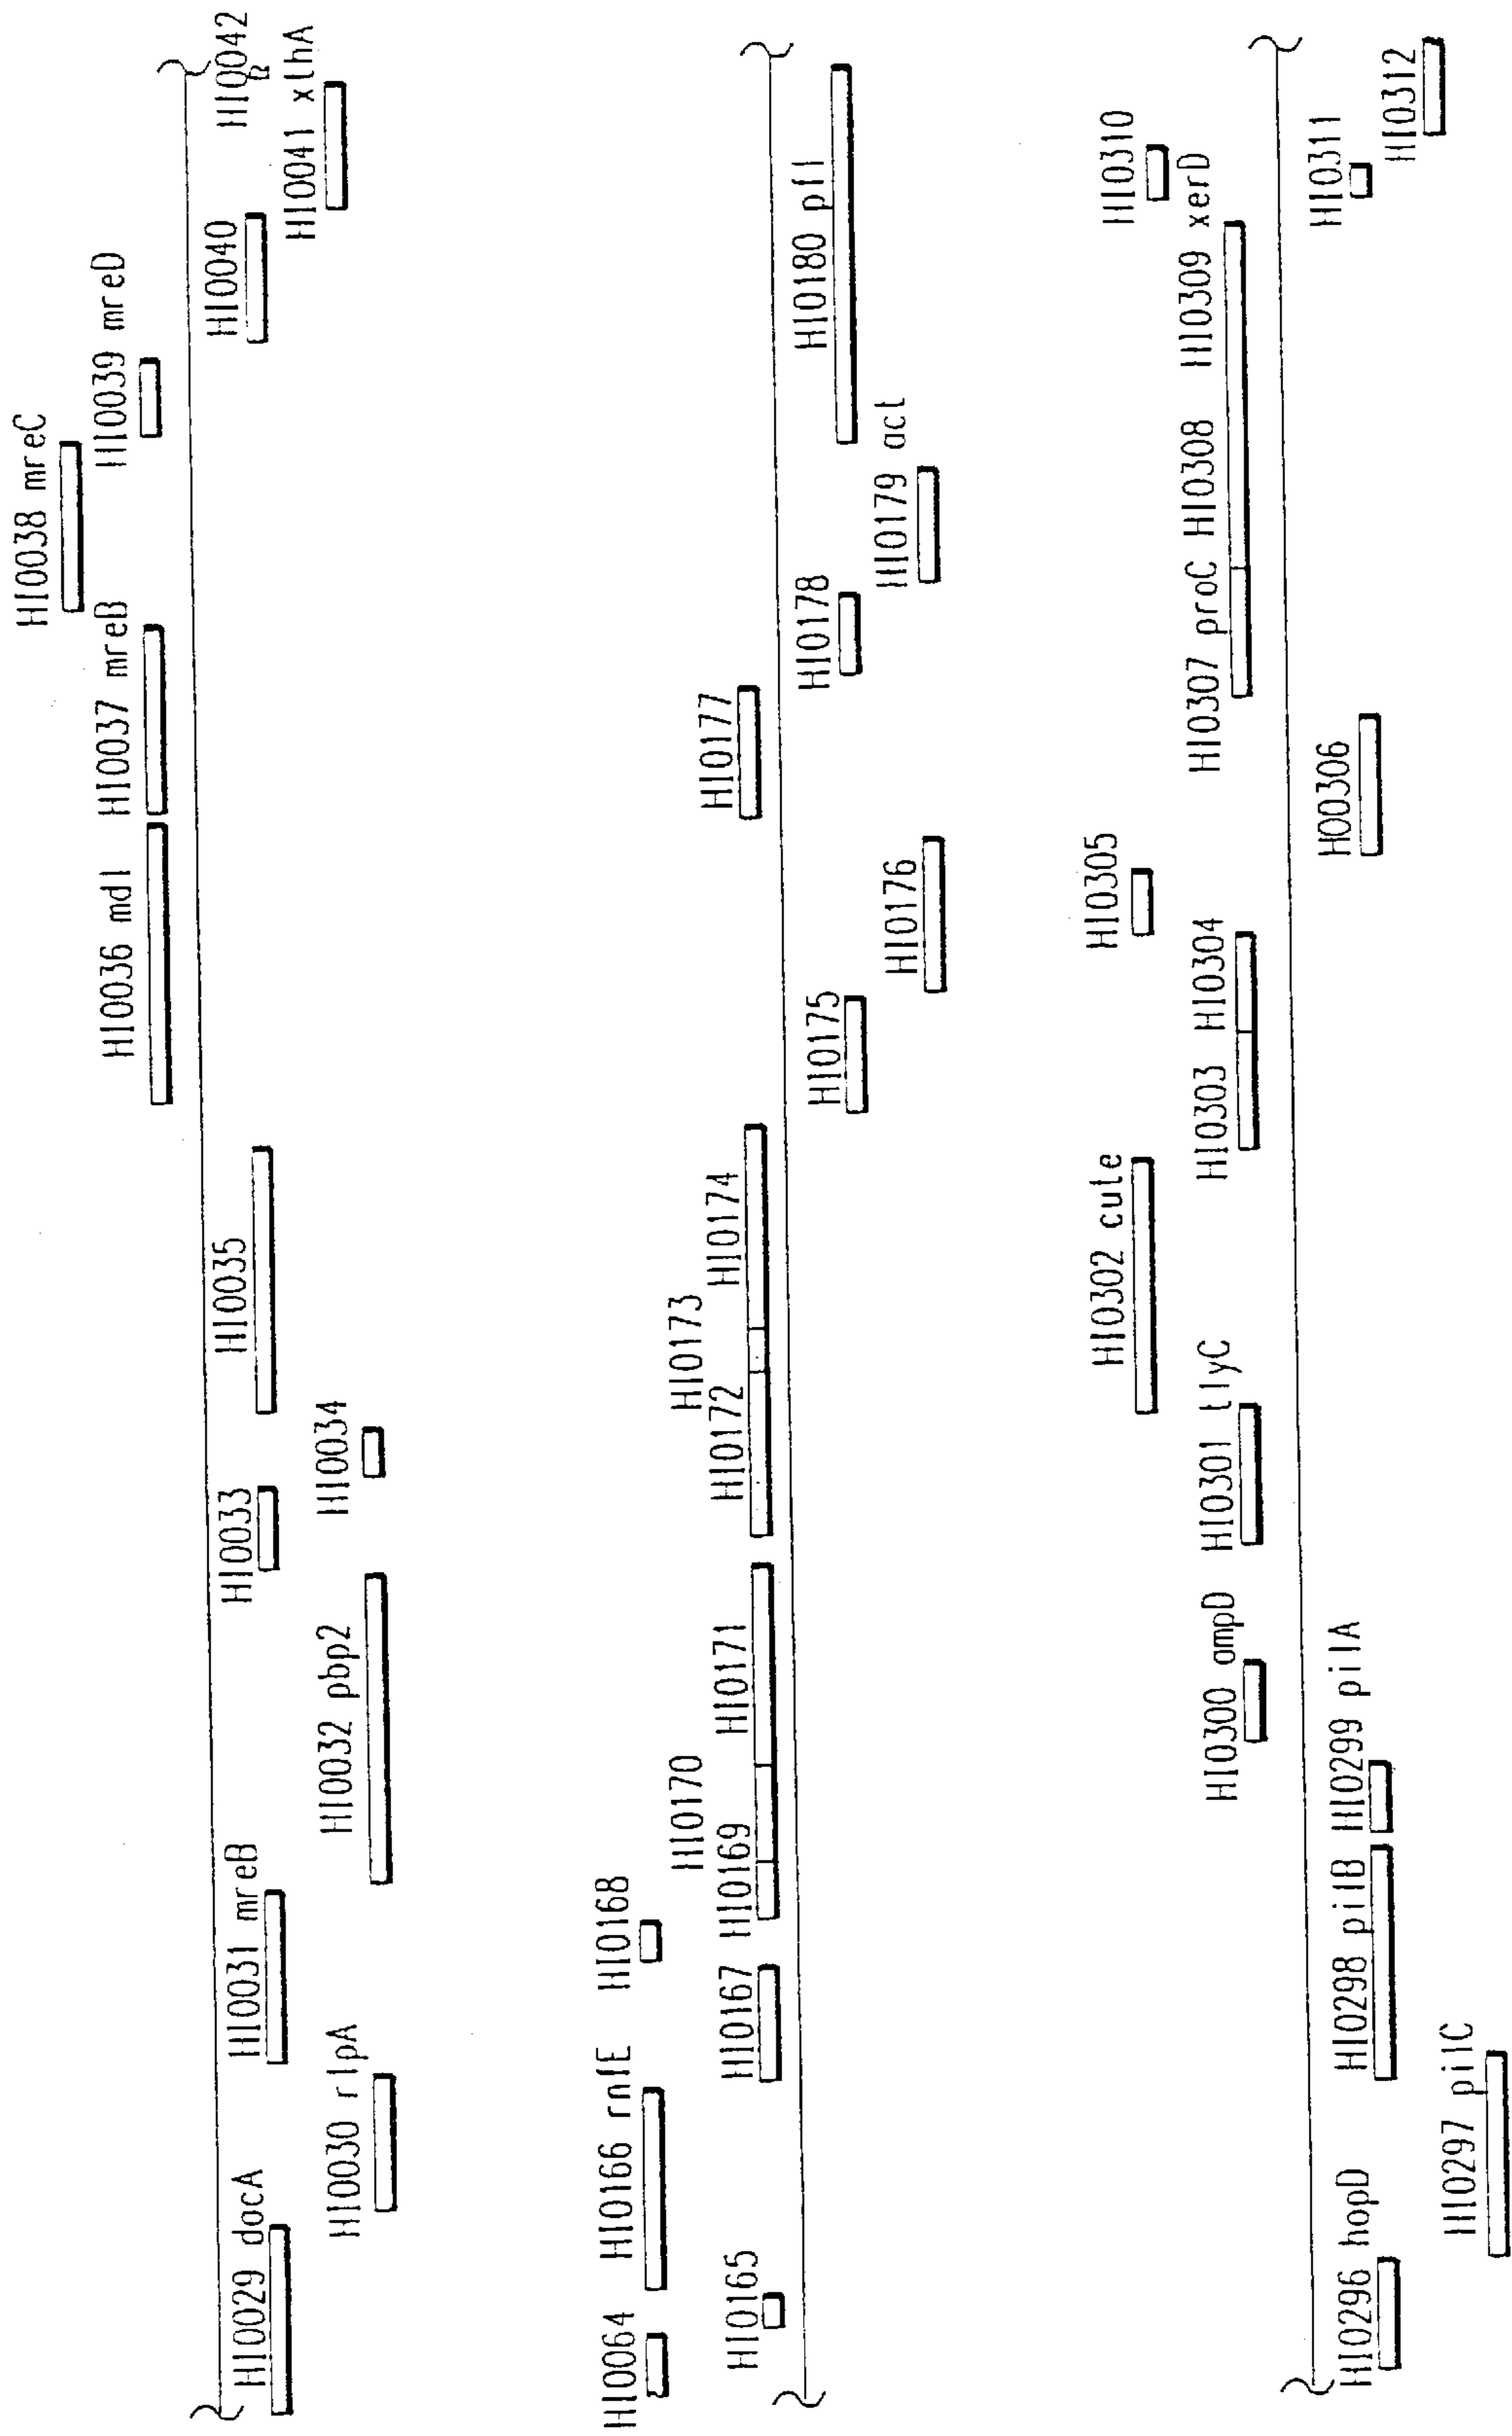 HI0029 dacA
HI0030 rlpA
HI0031 mreB
HI0032 pbp2
HI0033
HI0034
HI0035
HI0036 mdl
HI0037 mreB
HI0038 mreC
HI0039 mreD
HI0040
HI0041 xthA
HI0042
HI0064
HI0165
HI0166 rnfE
HI0167
HI0168
HI0169
HI0170
HI0171
HI0172
HI0173
HI0174
HI0175
HI0176
HI0177
HI0178
HI0179 act
HI0180 pfl
HI0296 hopD
HI0297 pilC
HI0298 pilB
HI0299 pilA
HI0300 ampD
HI0301 tlyC
HI0302 cute
HI0303
HI0304
HI0305
H00306
HI0307 proC
HI0308
HI0309 xerD
HI0310
HI0311
HI0312